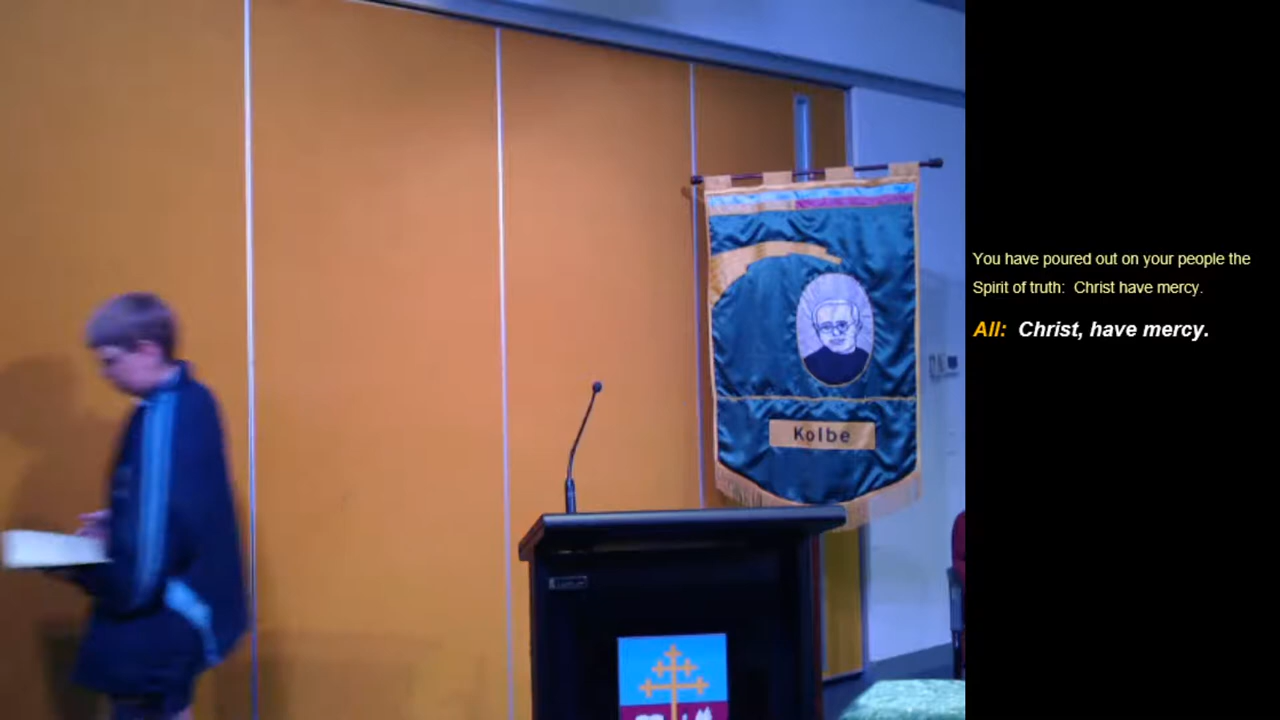 Kolbe
You have poured out on your people the
Spirit of truth:  Christ have mercy.
All:  Christ, have mercy.